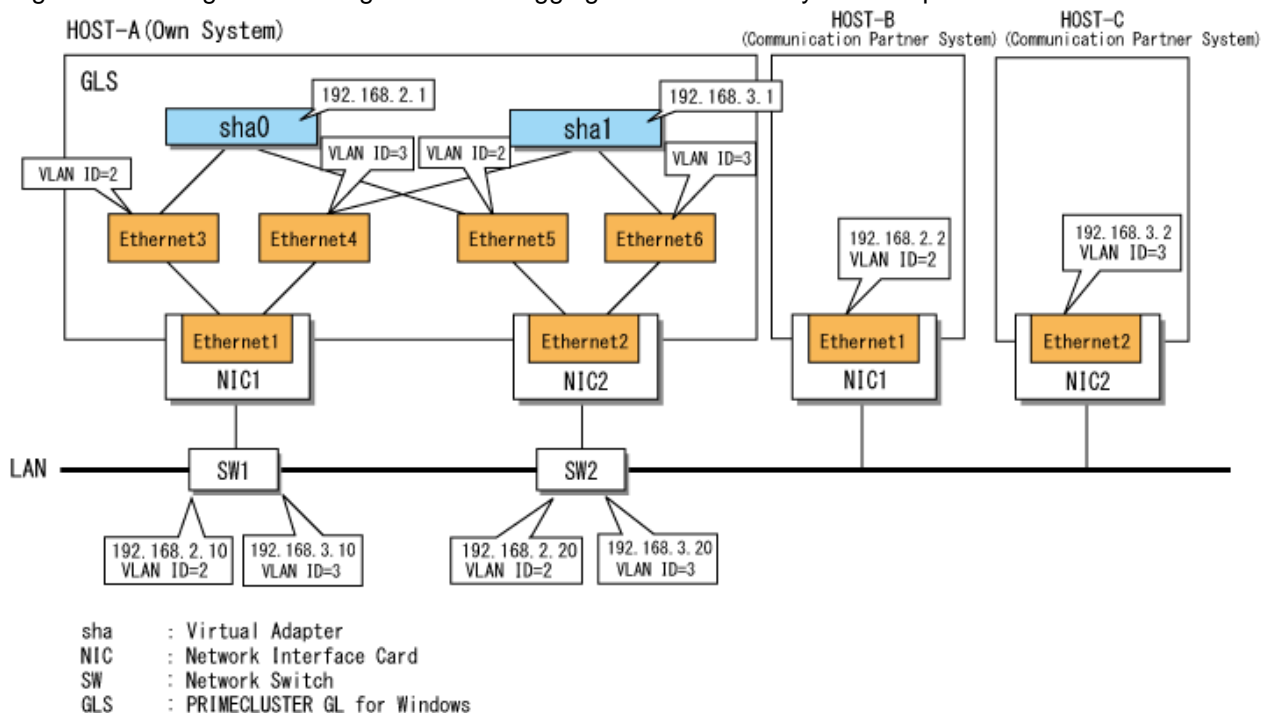 HOST-A(Own System)
HOST-B
(Communication Partner System)
HOST-C
(Communication Partner System)
GLS
192.168.2.1
192.168.3.1
sha0
sha1
VLAN ID=2
VLAN ID=3
VLAN ID=2
VLAN ID=3
Ethernet3
Ethernet4
Ethernet5
Ethernet6
192.168.2.2
VLAN ID=2
192.168.3.2
VLAN ID=3
Ethernet1
NIC1
Ethernet2
NIC2
Ethernet1
NIC1
Ethernet2
NIC2
LAN
SW1
SW2
192.168.2.10
VLAN ID=2
192.168.3.10
VLAN ID=3
192.168.2.20
VLAN ID=2
192.168.3.20
VLAN ID=3
sha : Virtual Adapter
NIC : Network Interface Card
SW : Network Switch
GLS : PRIMECLUSTER GL for Windows